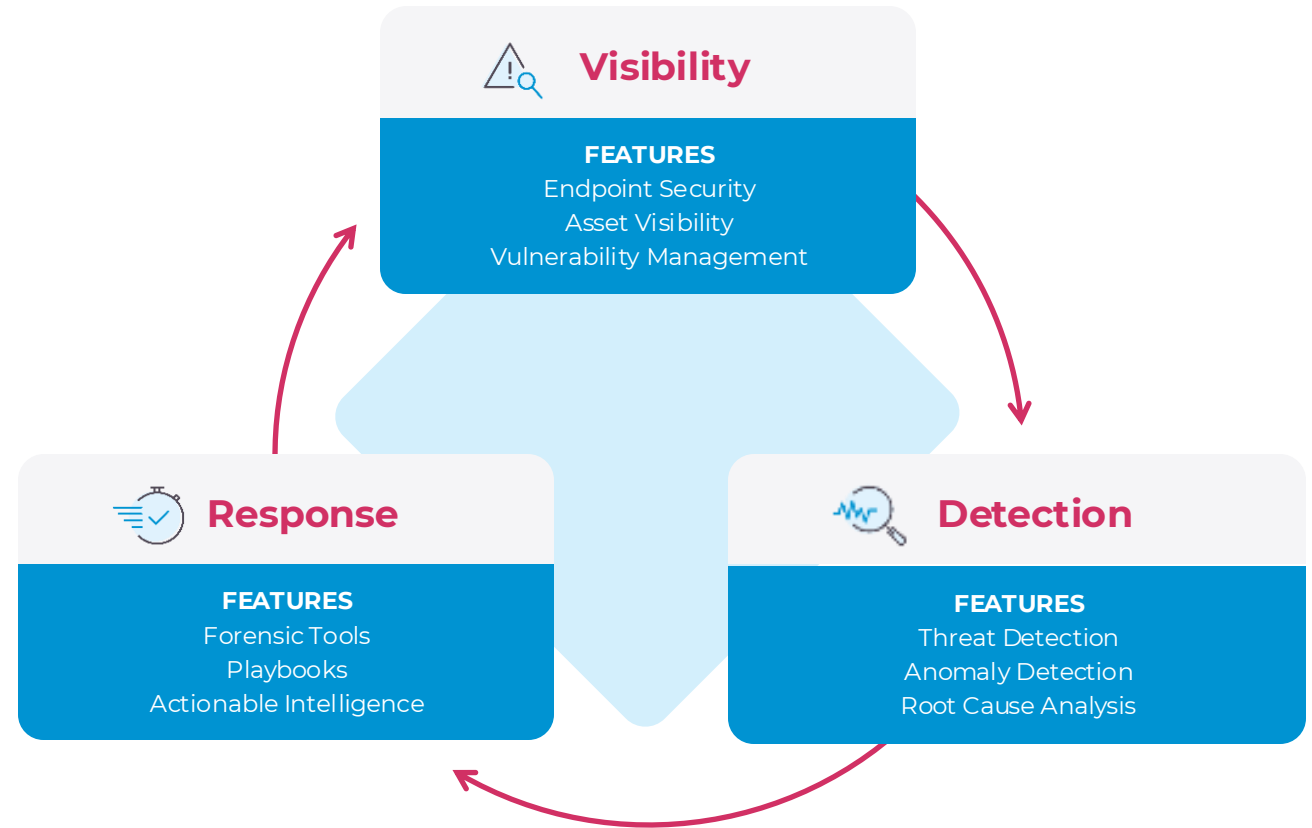 Visibility
FEATURES
Endpoint Security
Asset Visibility
Vulnerability Management
Response
FEATURES
Forensic Tools
Playbooks
Actionable Intelligence
Detection
FEATURES
Threat Detection
Anomaly Detection
Root Cause Analysis